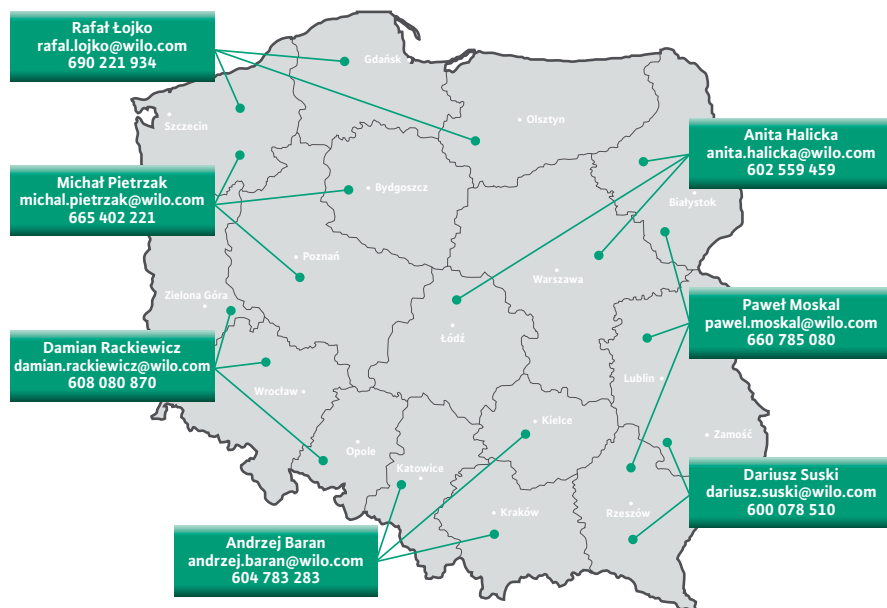 Rafał Łojko
rafal.lojko@wilo.com
690 221 934
Gdańsk
Szczecin
Olsztyn
Anita Halicka
anita.halicka@wilo.com
602 559 459
Michał Pietrzak
michal.pietrzak@wilo.com
665 402 221
Bydgoszcz
Białystok
Poznań
Warszawa
Zielona Góra
Paweł Moskal
pawel.moskal@wilo.com
660 785 080
Łódź
Damian Rackiewicz
damian.rackiewicz@wilo.com
608 080 870
Wrocław
Lublin
Kielce
Zamość
Opole
Katowice
Dariusz Suski
dariusz.suski@wilo.com
600 078 510
Kraków
Rzeszów
Andrzej Baran
andrzej.baran@wilo.com
604 783 283